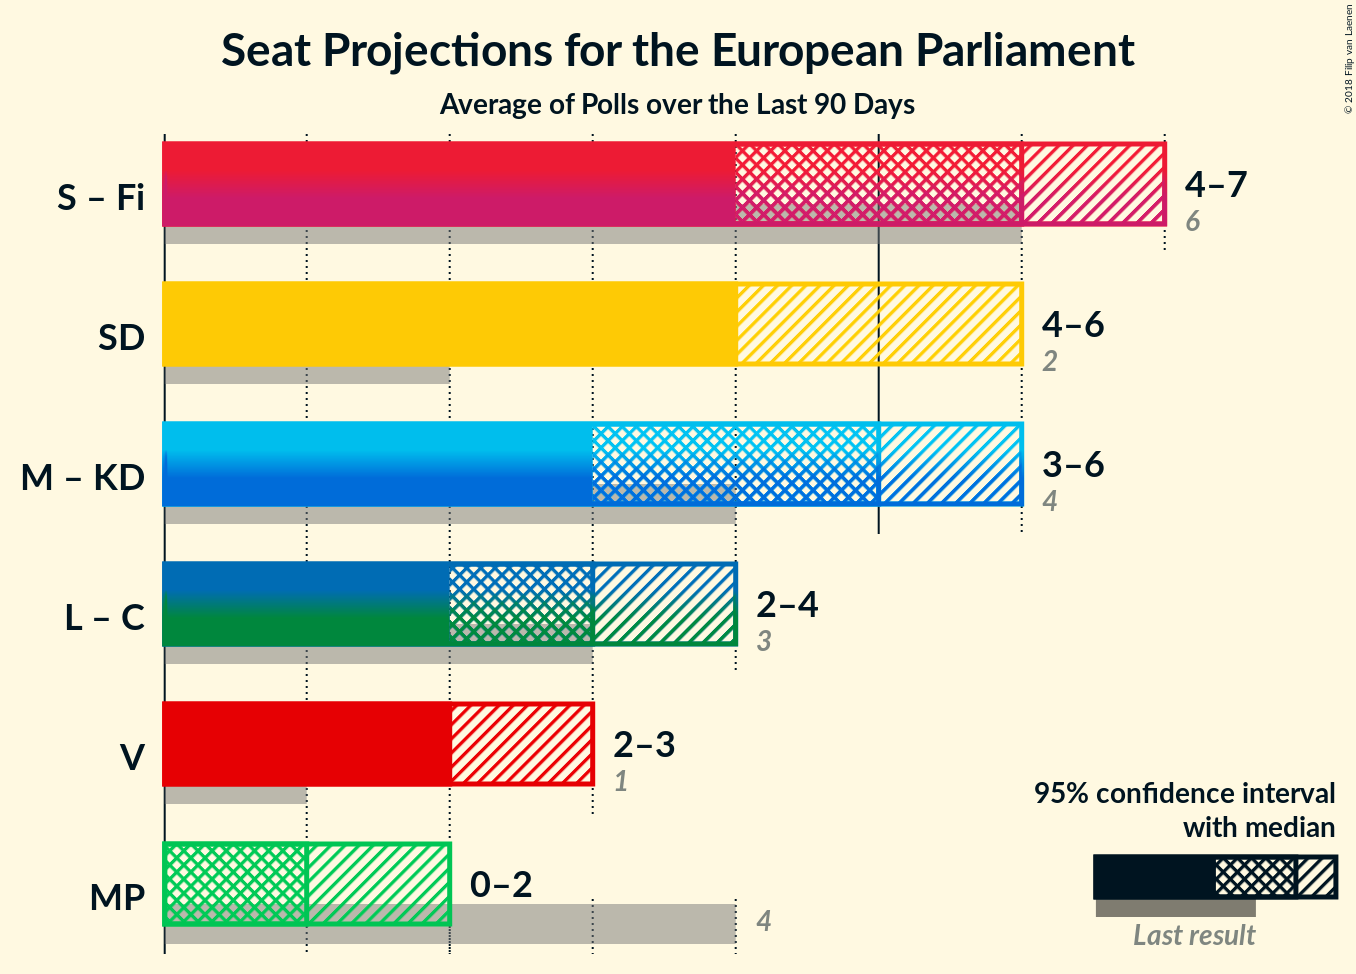 Seat Projections for the European Parliament
Average of Polls over the Last 90 Days
© 2018 Filip van Laenen
S – Fi
4–7
6
SD
4–6
2
M – KD
3–6
4
L – C
2–4
3
V
2–3
1
MP
0–2
4
95% confidence interval
with median
Last result